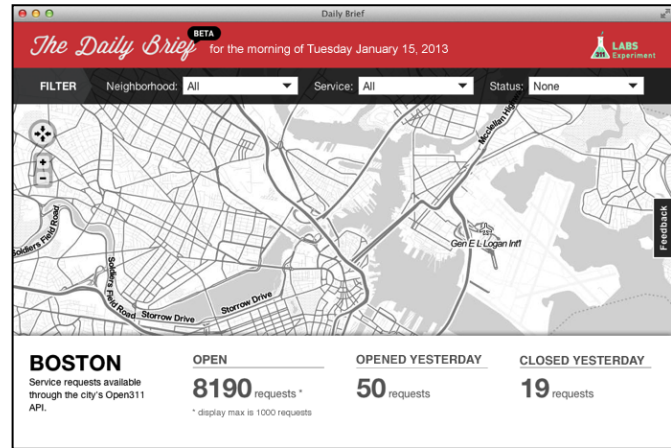 Daily Brief
The Daily Brief
BETA
for the morning of Tuesday January 15, 2013
311
LABS
Experiment
FILTER
Neighborhood: All
Service: All
Status: None
+
-
Mcclellan Highw
Soldiers Field Road
Soldiers Field Road
Storrow Drive
Storrow Drive
Gen E L Logan Int'l
Feedback
BOSTON
Service requests available
through the city's Open311
API.
OPEN
8190 requests *
* display max is 1000 requests
OPENED YESTERDAY
50 requests
CLOSED YESTERDAY
19 requests